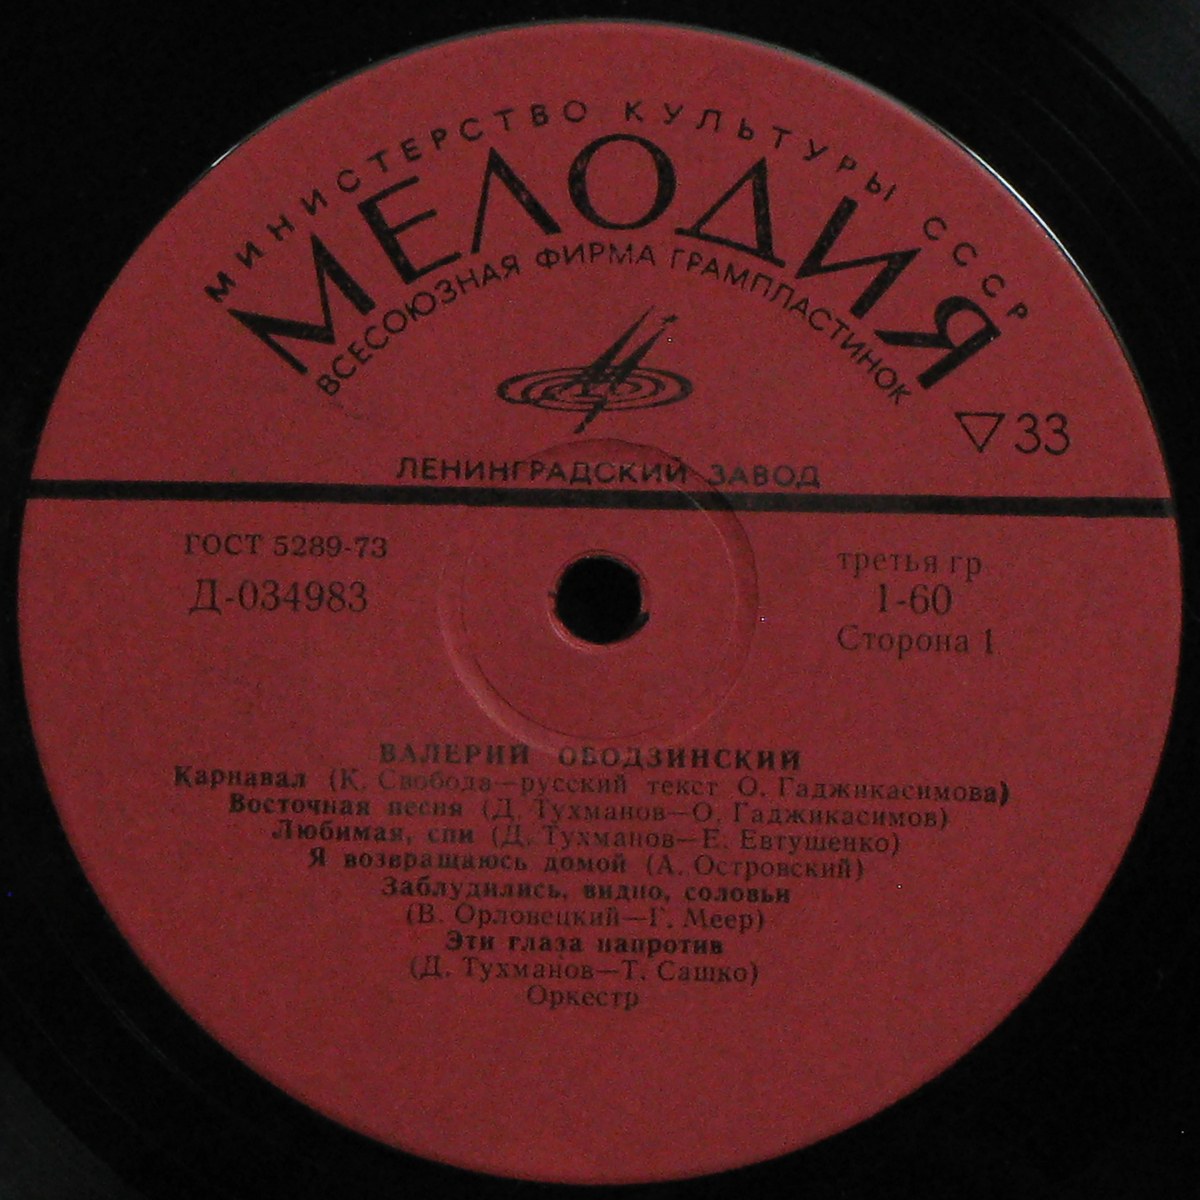 МИНИСТЕРСТВО КУЛЬТУРЫ СССР
МЕЛОДИЯ
ВСЕСОЮЗНАЯ ФИРМА ГРАМПЛАСТИНОК
▽33
ЛЕНИНГРАДСКИЙ ЗАВОД
ГОСТ 5289-73
Д-034983
третья гр
1-60
Сторона 1
ВАЛЕРИЙ ОБОДЗИНСКИЙ
Карнавал (К. Свобода—русский текст О. Гаджикасимова)
Восточная песня (Д. Тухманов—О. Гаджикасимов)
Любимая, спи (Д. Тухманов—Е. Евтушенко)
Я возвращаюсь домой (А. Островский)
Заблудились, видно, соловьи
(В. Орловецкий—Г. Меер)
Эти глаза напротив
(Д. Тухманов—Т. Сашко)
Оркестр